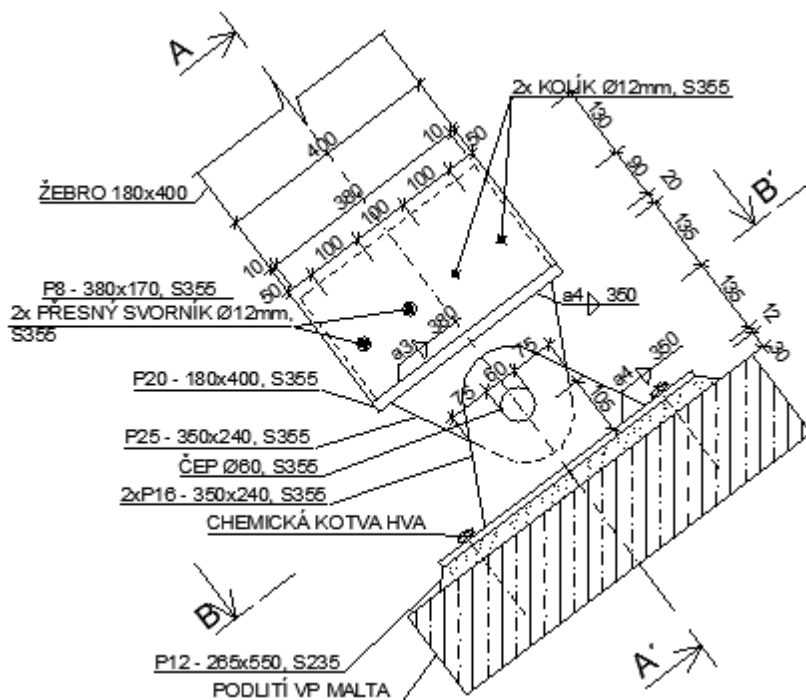 A
2x KOLÍK Ø12mm, S355
130
90
20
10
50
400
B'
ŽEBRO 180x400
380
100
100
100
100
135
135
10
50
P8 - 380x170, S355
2x PŘESNÝ SVORNÍK Ø12mm,
S355
a4 350
12
30
a3 380
P20 - 180x400, S355
75
60
75
a4 350
105
P25 - 350x240, S355
ČEP Ø60, S355
2xP16 - 350x240, S355
CHEMICKÁ KOTVA HVA
B
A'
P12 - 265x550, S235
PODLITÍ VP MALTA